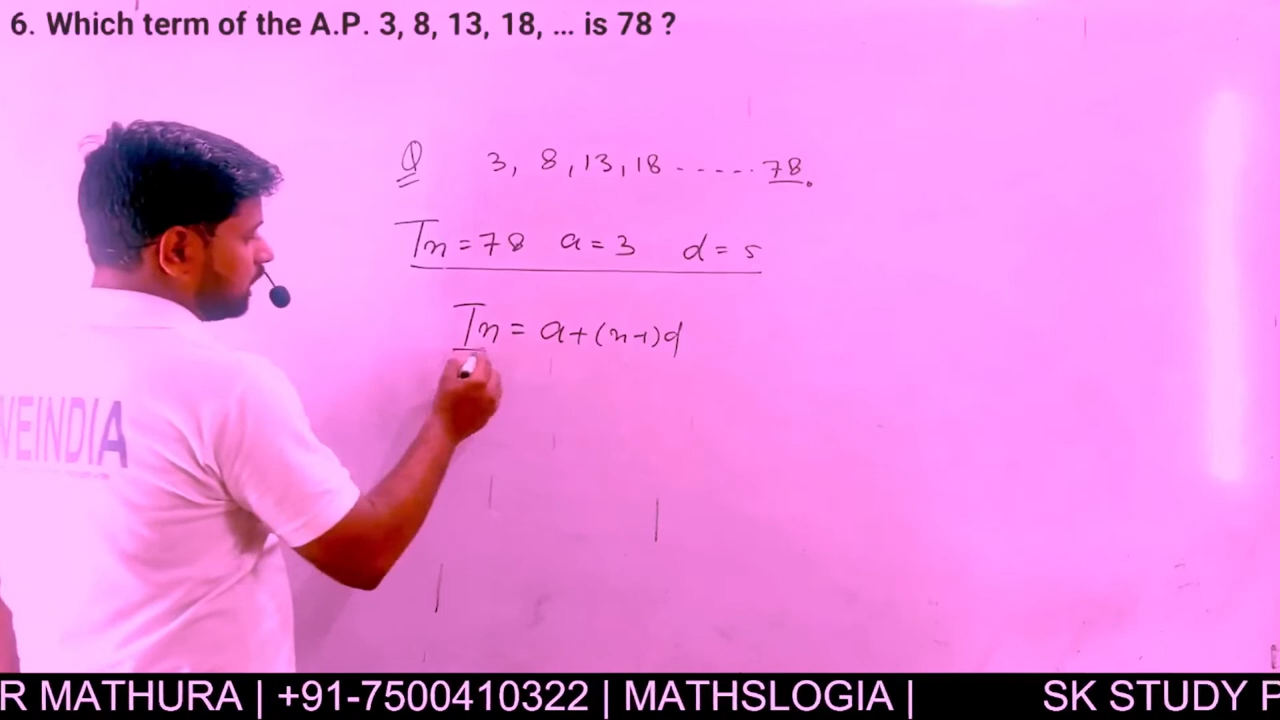 6. Which term of the A.P. 3, 8, 13, 18, ... is 78 ?
Q 3, 8, 13, 18 ------ 78.
Tn = 78 a = 3 d = 5
Tn = a + (n-1)d
VEINDIA
R MATHURA | +91-7500410322 | MATHSLOGIA | SK STUDY P